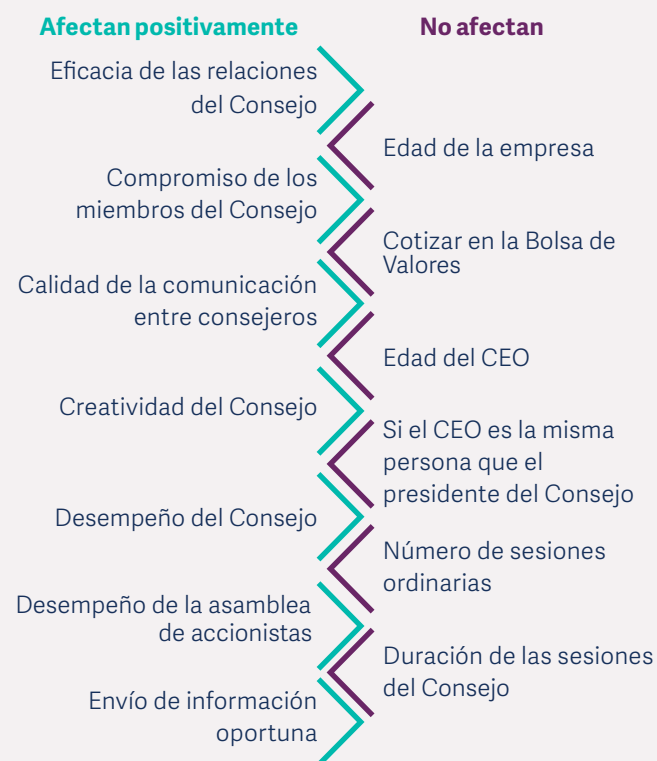 Afectan positivamente
Eficacia de las relaciones
del Consejo
Compromiso de los
miembros del Consejo
Calidad de la comunicación
entre consejeros
Creatividad del Consejo
Desempeño del Consejo
Desempeño de la asamblea
de accionistas
Envío de información
oportuna
No afectan
Edad de la empresa
Cotizar en la Bolsa de
Valores
Edad del CEO
Si el CEO es la misma
persona que el
presidente del Consejo
Número de sesiones
ordinarias
Duración de las sesiones
del Consejo